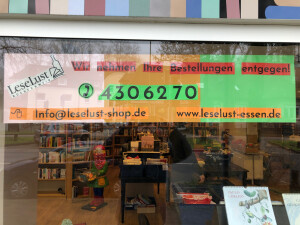 LeseLust
Wir nehmen Ihre Bestellungen entgegen!
4306270
Info@leselust-shop.de
www.leselust-essen.de